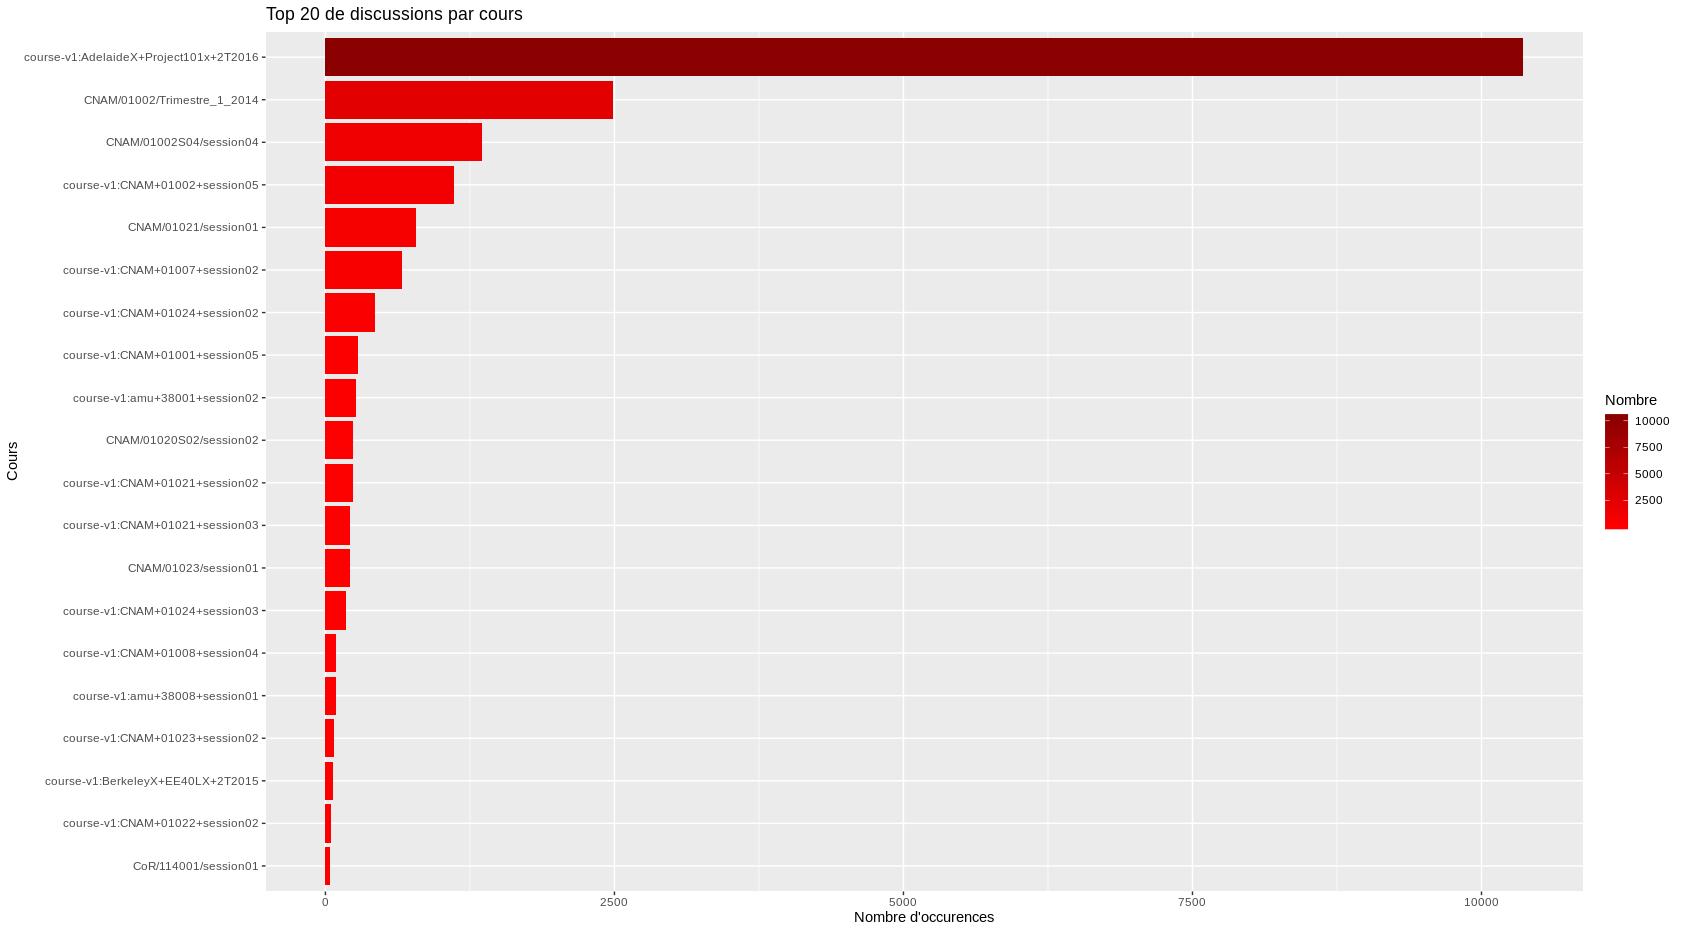 Top 20 de discussions par cours
course-v1:AdelaideX+Project101x+2T2016
CNAM/01002/Trimestre_1_2014
CNAM/01002S04/session04
course-v1:CNAM+01002+session05
CNAM/01021/session01
course-v1:CNAM+01007+session02
course-v1:CNAM+01024+session02
course-v1:CNAM+01001+session05
course-v1:amu+38001+session02
CNAM/01020S02/session02
course-v1:CNAM+01021+session02
course-v1:CNAM+01021+session03
CNAM/01023/session01
course-v1:CNAM+01024+session03
course-v1:CNAM+01008+session04
course-v1:amu+38008+session01
course-v1:CNAM+01023+session02
course-v1:BerkeleyX+EE40LX+2T2015
course-v1:CNAM+01022+session02
CoR/114001/session01
Cours
0 2500 5000 7500 10000
Nombre d'occurences
Nombre
10000
7500
5000
2500